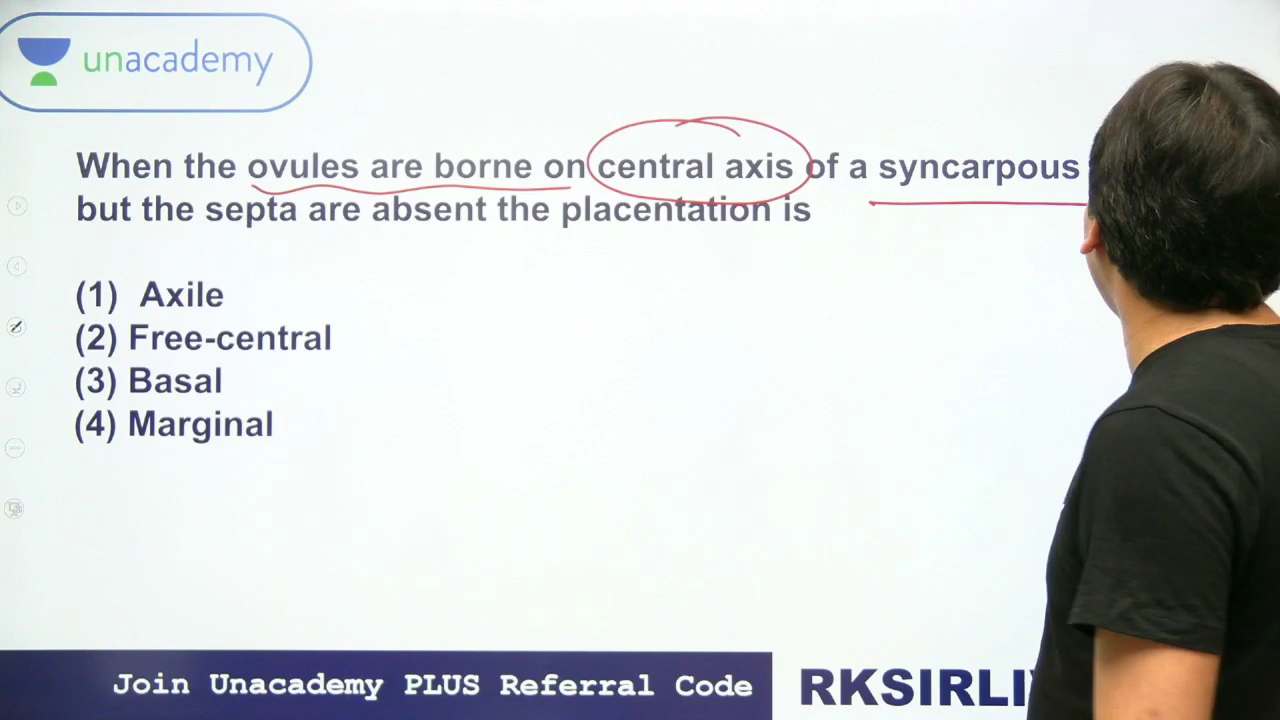 unacademy
When the ovules are borne on central axis of a syncarpous
but the septa are absent the placentation is
(1) Axile
(2) Free-central
(3) Basal
(4) Marginal
Join Unacademy PLUS Referral Code
RKSIRLI